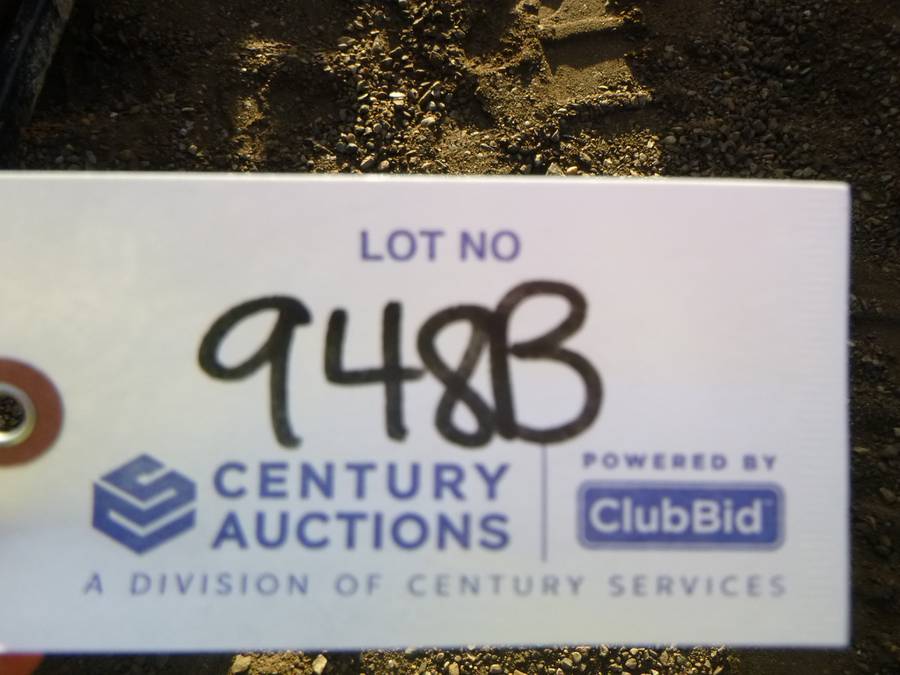 LOT NO
948B
CENTURY
AUCTIONS
POWERED BY
ClubBid
A DIVISION OF CENTURY SERVICES